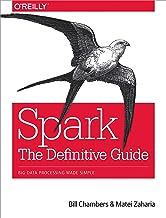 O'REILLY®
Spark
The Definitive Guide
BIG DATA PROCESSING MADE SIMPLE
Bill Chambers & Matei Zaharia